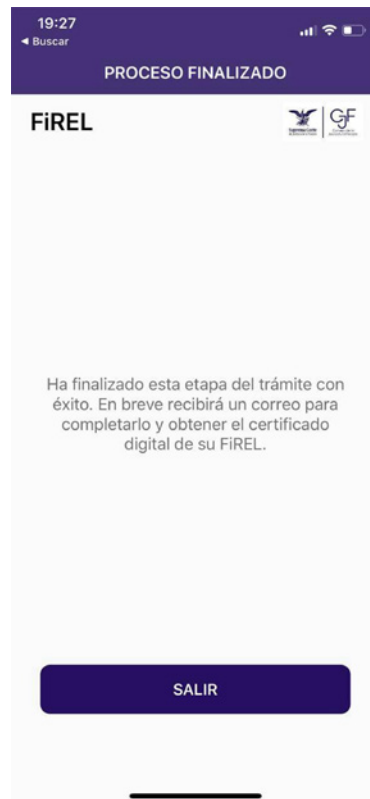 19:27
◀ Buscar
PROCESO FINALIZADO
FiREL
CJF
Ha finalizado esta etapa del trámite con
éxito. En breve recibirá un correo para
completarlo y obtener el certificado
digital de su FiREL.
SALIR